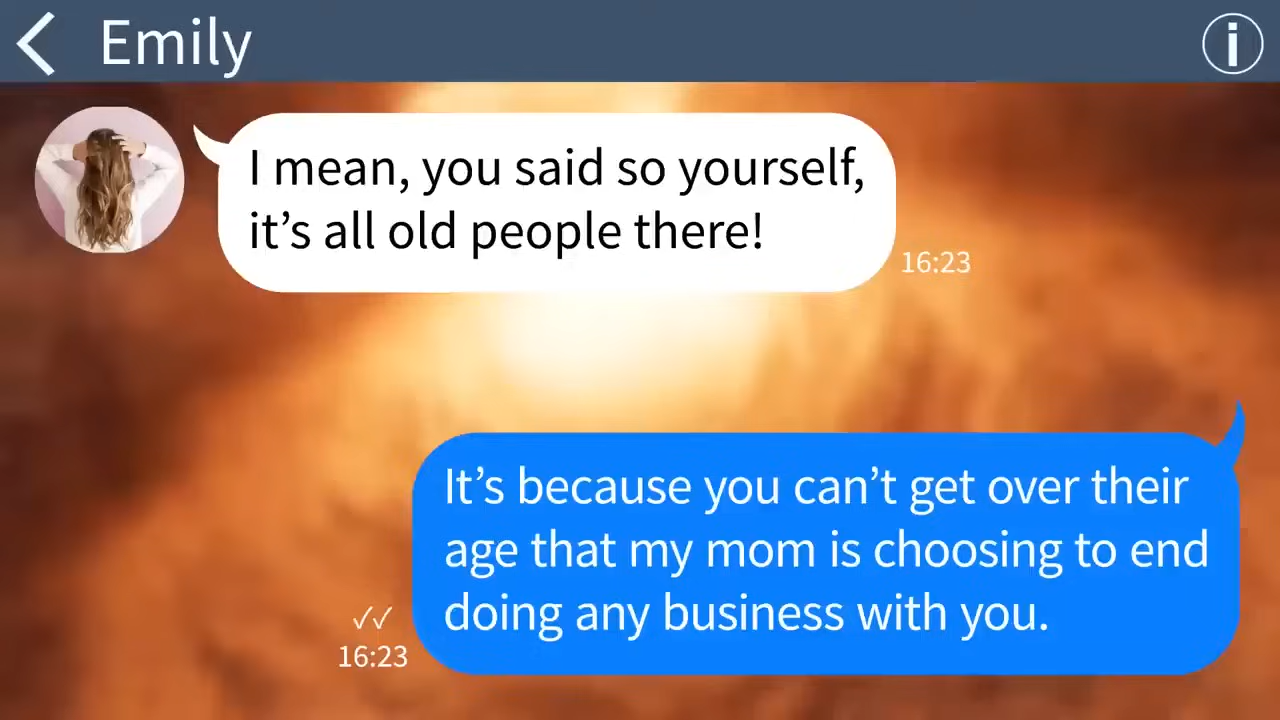 Emily
I mean, you said so yourself,
it’s all old people there!
16:23
It’s because you can’t get over their
age that my mom is choosing to end
doing any business with you.
16:23